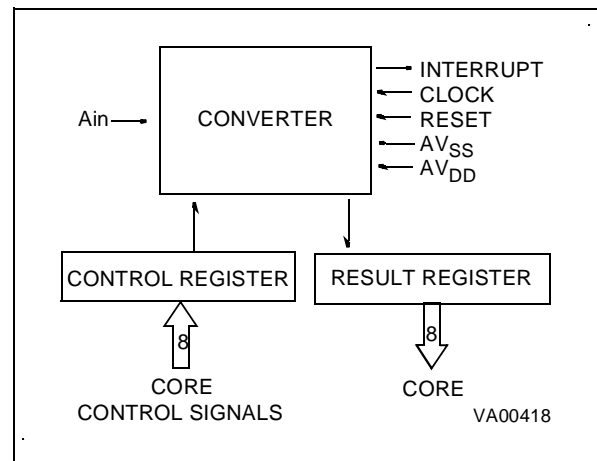 INTERRUPT
CLOCK
Ain
CONVERTER
RESET
AVSS
AVDD
CONTROL REGISTER
RESULT REGISTER
8
8
CORE
CONTROL SIGNALS
CORE
VA00418